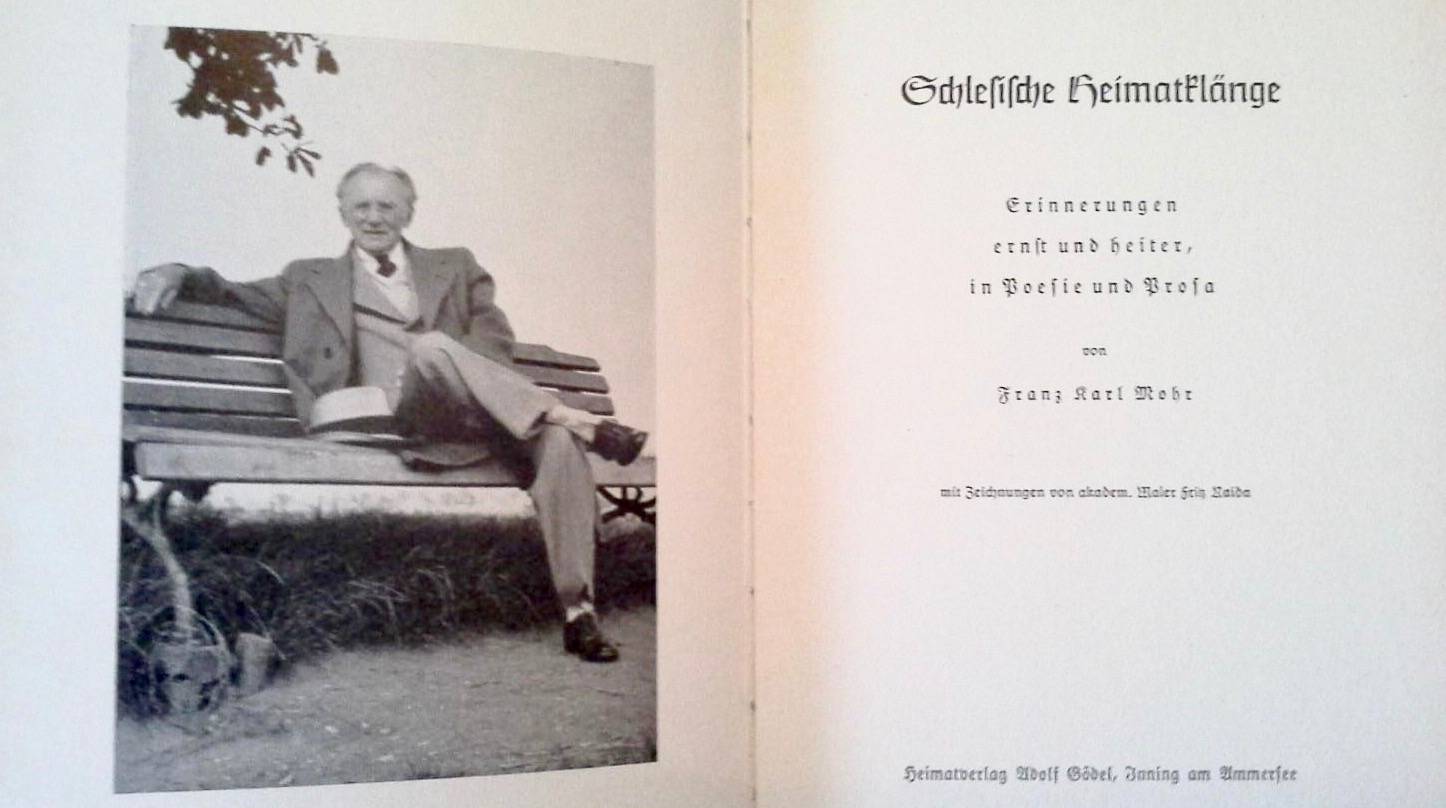 Schlesische Heimatklänge
Erinnerungen
ernst und heiter,
in Poesie und Prosa
von
Franz Karl Mohr
mit Zeichnungen von akadem. Maler Fritz Naida
Heimatverlag Adolf Gödel, Inning am Ammersee